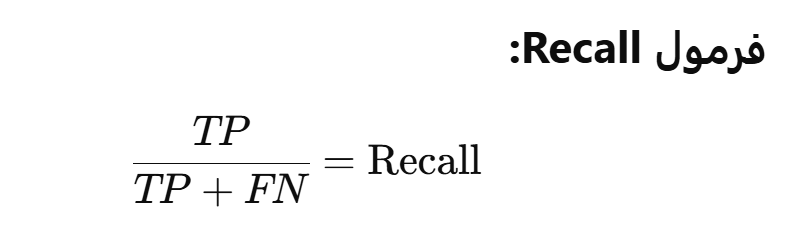 فرمول Recall:
TP
TP + FN = Recall